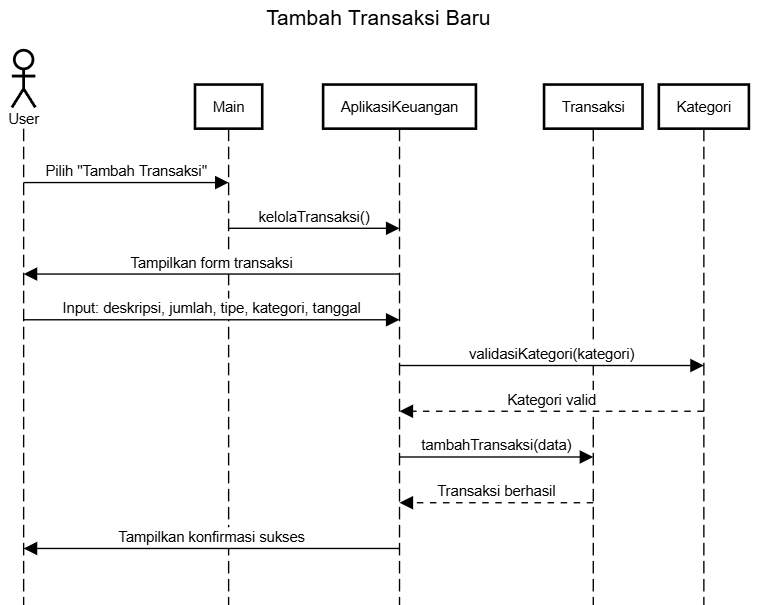 Tambah Transaksi Baru
User
Main
AplikasiKeuangan
Transaksi
Kategori
Pilih "Tambah Transaksi"
kelolaTransaksi()
Tampilkan form transaksi
Input: deskripsi, jumlah, tipe, kategori, tanggal
validasiKategori(kategori)
Kategori valid
tambahTransaksi(data)
Transaksi berhasil
Tampilkan konfirmasi sukses